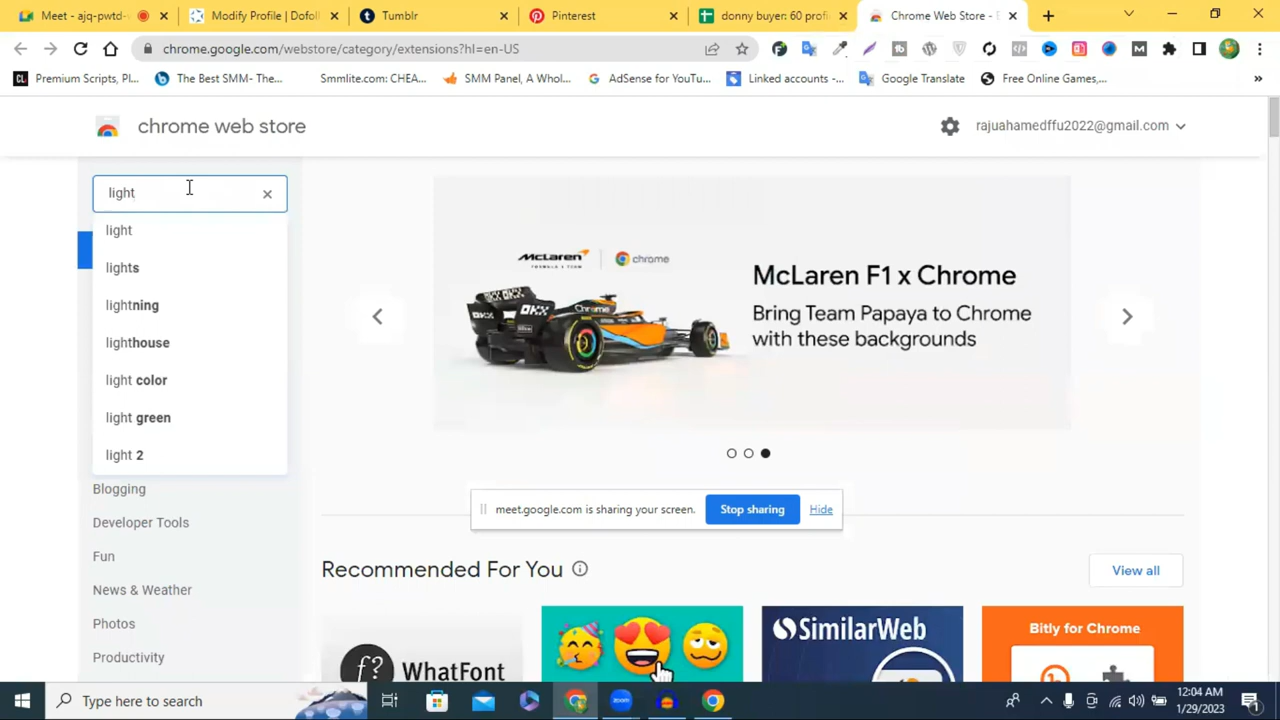 Meet - ajq-pwtd-
Modify Profile | Dofoll
Tumblr
Pinterest
donny buyer: 60 profi
Chrome Web Store - E
chrome.google.com/webstore/category/extensions?hl=en-US
Premium Scripts, Pl...
The Best SMM- The...
Smmlite.com: CHEA...
SMM Panel, A Whol...
AdSense for YouTu...
Linked accounts -...
Google Translate
Free Online Games,...
»
chrome web store
rajuahamedffu2022@gmail.com
light
light
lights
lightning
lighthouse
light color
light green
light 2
Blogging
Developer Tools
Fun
News & Weather
Photos
Productivity
McLaren
chrome
McLaren F1 x Chrome
Bring Team Papaya to Chrome
with these backgrounds
meet.google.com is sharing your screen.
Stop sharing
Hide
Recommended For You
View all
f?
WhatFont
SimilarWeb
Bitly for Chrome
Type here to search
zoom
12:04 AM
1/29/2023